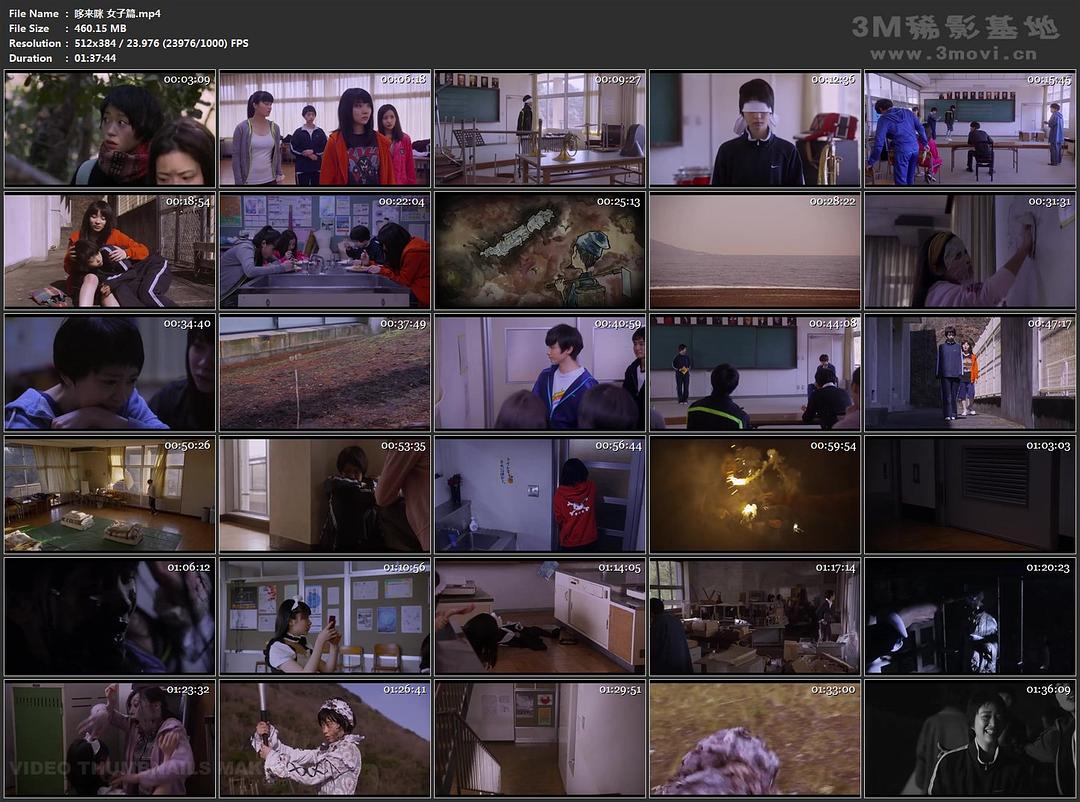 File Name : 哆来咪 女子篇.mp4
File Size : 460.15 MB
Resolution : 512x384 / 23.976 (23976/1000) FPS
Duration : 01:37:44
3M稀影基地
www.3movi.cn
00:03:09 00:06:18 00:09:27 00:12:36 00:15:45
00:18:54 00:22:04 00:25:13 00:28:22 00:31:31
00:34:40 00:37:49 00:40:59 00:44:08 00:47:17
00:50:26 00:53:35 00:56:44 00:59:54 01:03:03
01:06:12 01:10:56 01:14:05 01:17:14 01:20:23
01:23:32 01:26:41 01:29:51 01:33:00 01:36:09
VIDEO THUMBNAILS MAK